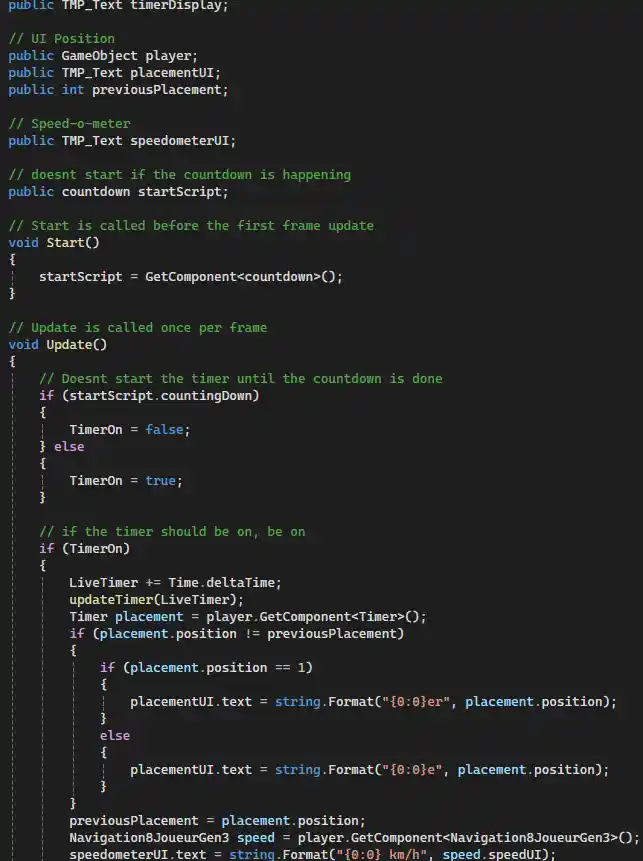 public TMP_Text timerDisplay;
// UI Position
public GameObject player;
public TMP_Text placementUI;
public int previousPlacement;
// Speed-o-meter
public TMP_Text speedometerUI;
// doesnt start if the countdown is happening
public countdown startScript;
// Start is called before the first frame update
void Start()
{
startScript = GetComponent<countdown>();
}
// Update is called once per frame
void Update()
{
// Doesnt start the timer until the countdown is done
if (startScript.countingDown)
{
TimerOn = false;
} else
{
TimerOn = true;
}
// if the timer should be on, be on
if (TimerOn)
{
LiveTimer += Time.deltaTime;
updateTimer(LiveTimer);
Timer placement = player.GetComponent<Timer>();
if (placement.position != previousPlacement)
{
if (placement.position == 1)
{
placementUI.text = string.Format("{0:0}er", placement.position);
}
else
{
placementUI.text = string.Format("{0:0}e", placement.position);
}
}
previousPlacement = placement.position;
Navigation8JoueurGen3 speed = player.GetComponent<Navigation8JoueurGen3>();
speedometerUI.text = string.Format("{0:0} km/h", speed.speedUI);